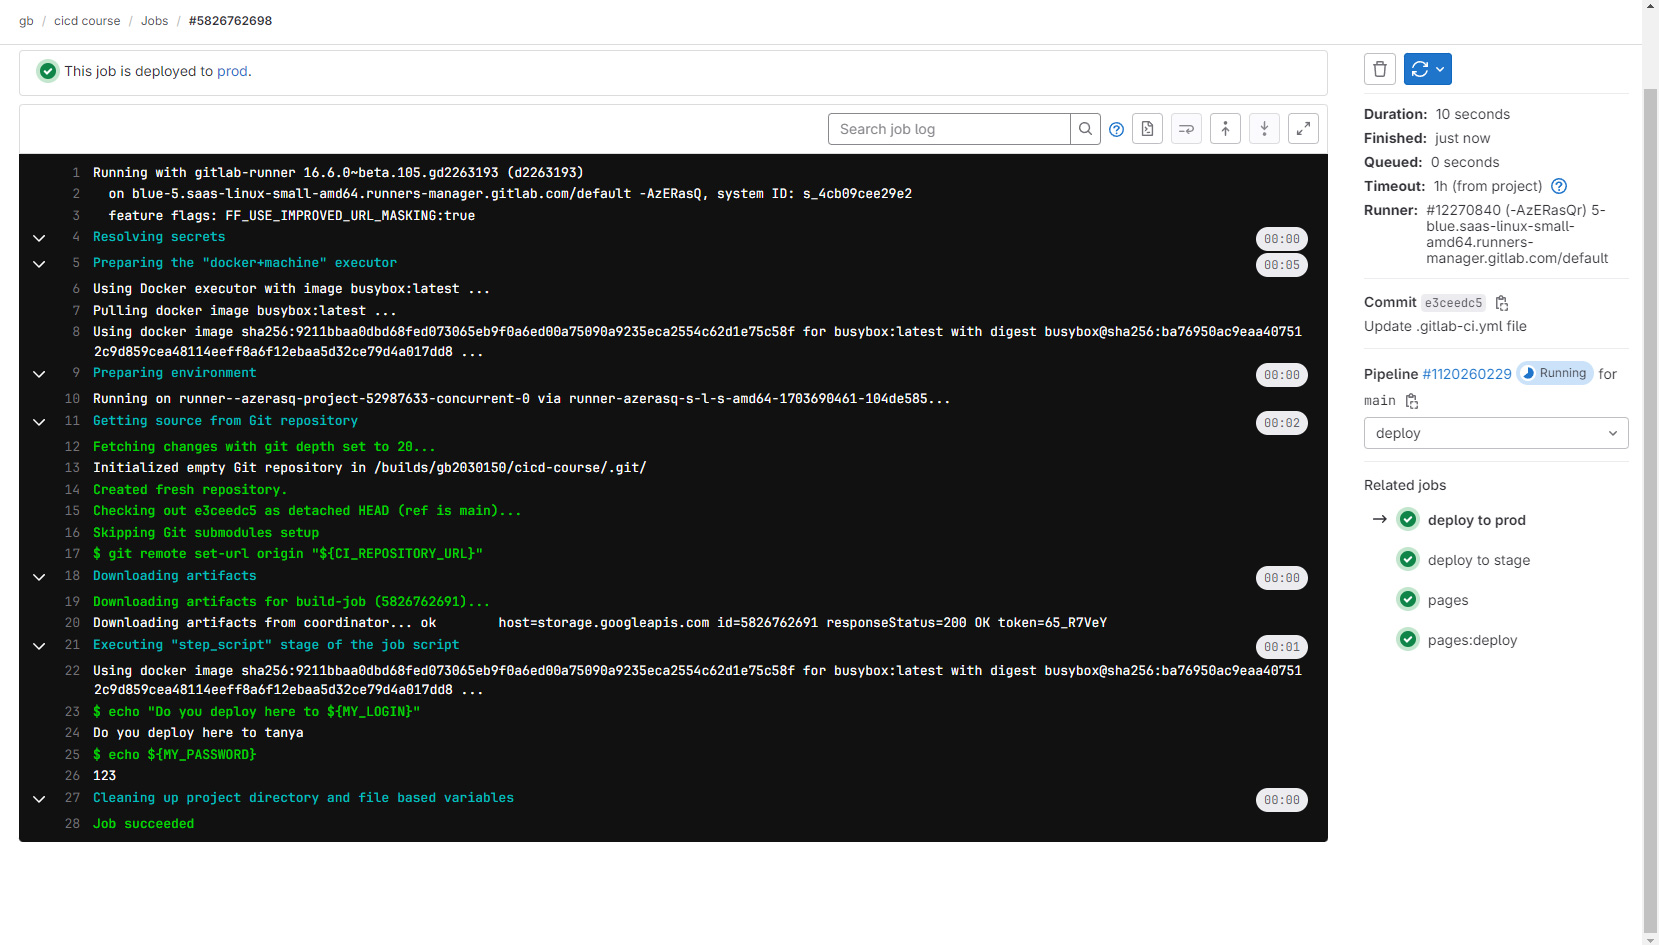 gb / cicd course / Jobs / #5826762698
This job is deployed to prod.
Search job log
1 Running with gitlab-runner 16.6.0~beta.105.gd2263193 (d2263193)
2 on blue-5.saas-linux-small-amd64.runners-manager.gitlab.com/default -AzERasQ, system ID: s_4cb09cee29e2
3 feature flags: FF_USE_IMPROVED_URL_MASKING:true
4 Resolving secrets 00:00
5 Preparing the "docker+machine" executor 00:05
6 Using Docker executor with image busybox:latest ...
7 Pulling docker image busybox:latest ...
8 Using docker image sha256:9211bbaa0dbd68fed073065eb9f0a6ed00a75090a9235eca2554c62d1e75c58f for busybox:latest with digest busybox@sha256:ba76950ac9eaa40751
2c9d859cea48114eeff8a6f12ebaa5d32ce79d4a017dd8 ...
9 Preparing environment 00:00
10 Running on runner--azerasq-project-52987633-concurrent-0 via runner-azerasq-s-l-s-amd64-1703690461-104de585...
11 Getting source from Git repository 00:02
12 Fetching changes with git depth set to 20...
13 Initialized empty Git repository in /builds/gb2030150/cicd-course/.git/
14 Created fresh repository.
15 Checking out e3ceedc5 as detached HEAD (ref is main)...
16 Skipping Git submodules setup
17 $ git remote set-url origin "${CI_REPOSITORY_URL}"
18 Downloading artifacts 00:00
19 Downloading artifacts for build-job (5826762691)...
20 Downloading artifacts from coordinator... ok host=storage.googleapis.com id=5826762691 responseStatus=200 OK token=65_R7VeY
21 Executing "step_script" stage of the job script 00:01
22 Using docker image sha256:9211bbaa0dbd68fed073065eb9f0a6ed00a75090a9235eca2554c62d1e75c58f for busybox:latest with digest busybox@sha256:ba76950ac9eaa40751
2c9d859cea48114eeff8a6f12ebaa5d32ce79d4a017dd8 ...
23 $ echo "Do you deploy here to ${MY_LOGIN}"
24 Do you deploy here to tanya
25 $ echo ${MY_PASSWORD}
26 123
27 Cleaning up project directory and file based variables 00:00
28 Job succeeded
Duration: 10 seconds
Finished: just now
Queued: 0 seconds
Timeout: 1h (from project)
Runner: #12270840 (-AzERasQr) 5-
blue.saas-linux-small-
amd64.runners-
manager.gitlab.com/default
Commit e3ceedc5
Update .gitlab-ci.yml file
Pipeline #1120260229 Running for
main
deploy
Related jobs
→ deploy to prod
deploy to stage
pages
pages:deploy